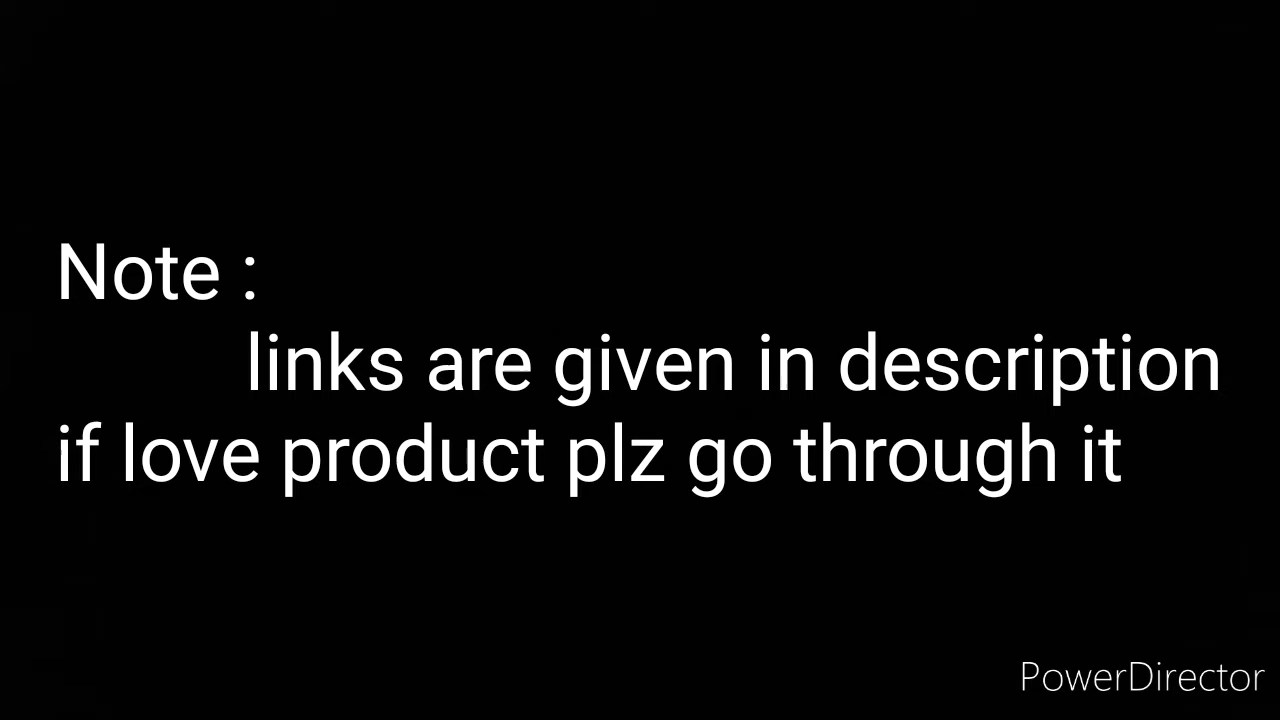 Note :
links are given in description
if love product plz go through it
PowerDirector